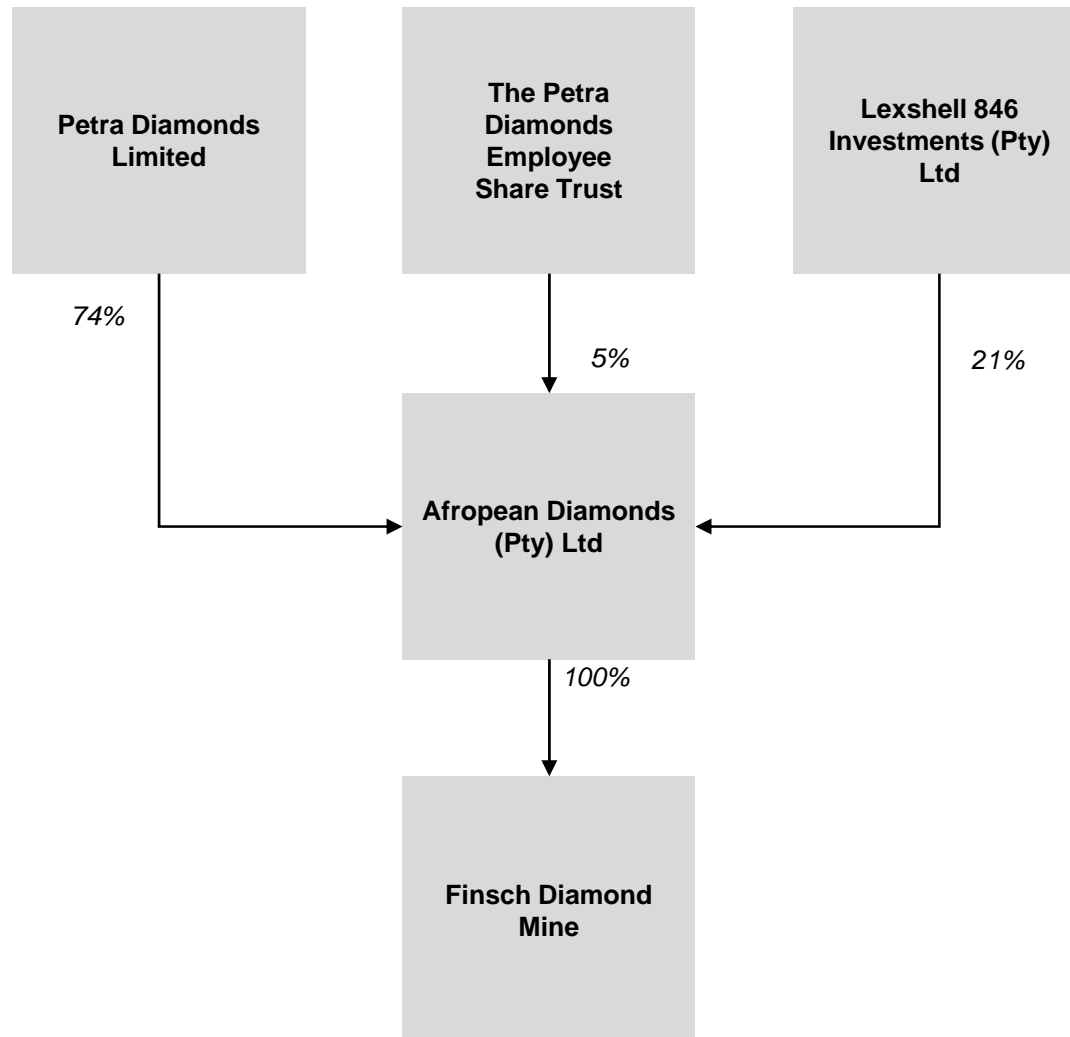 Petra Diamonds
Limited
The Petra
Diamonds
Employee
Share Trust
Lexshell 846
Investments (Pty)
Ltd
74%
5%
21%
Afropean Diamonds
(Pty) Ltd
100%
Finsch Diamond
Mine